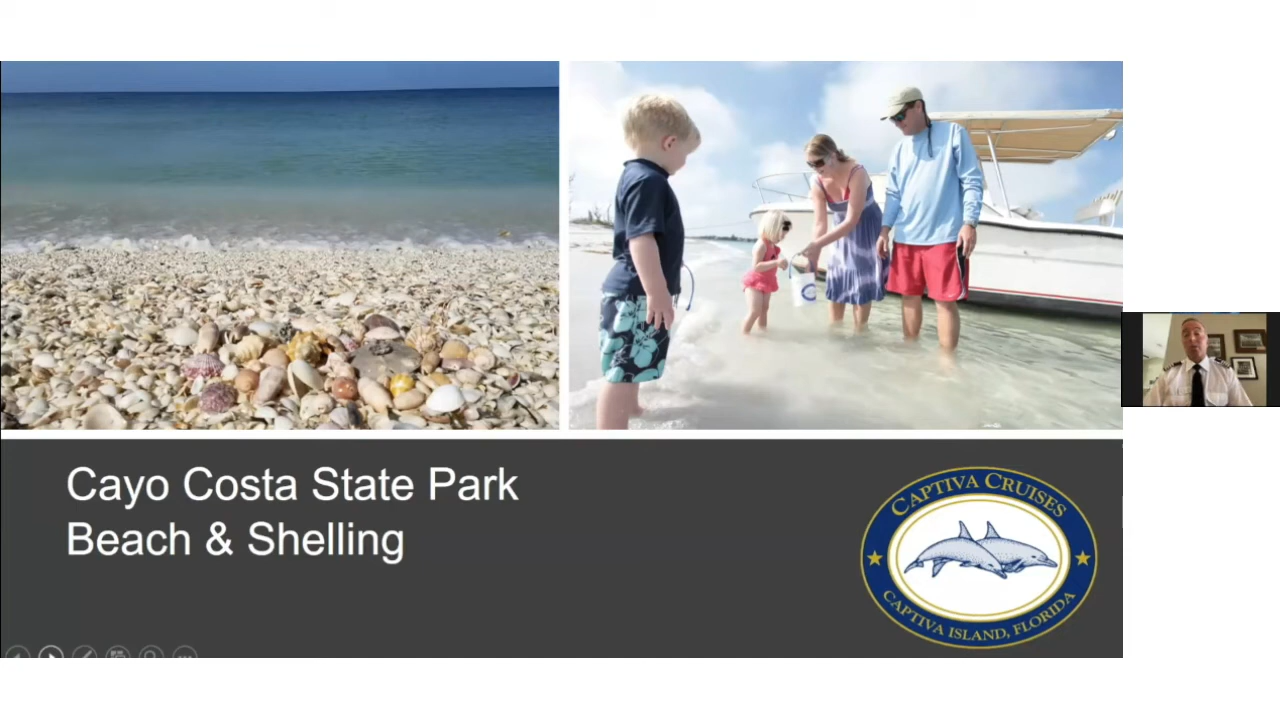 Cayo Costa State Park
Beach & Shelling
CAPTIVA CRUISES
CAPTIVA ISLAND, FLORIDA